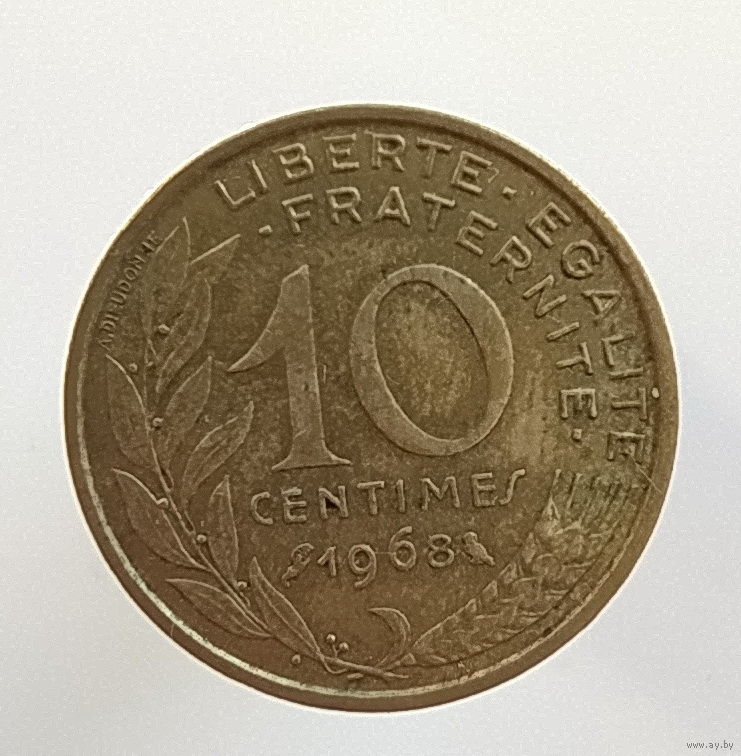 LIBERTE · EGALITE
· FRATERNITE ·
10
CENTIMES
1968
A.DIEUDONNE
www.ay.by